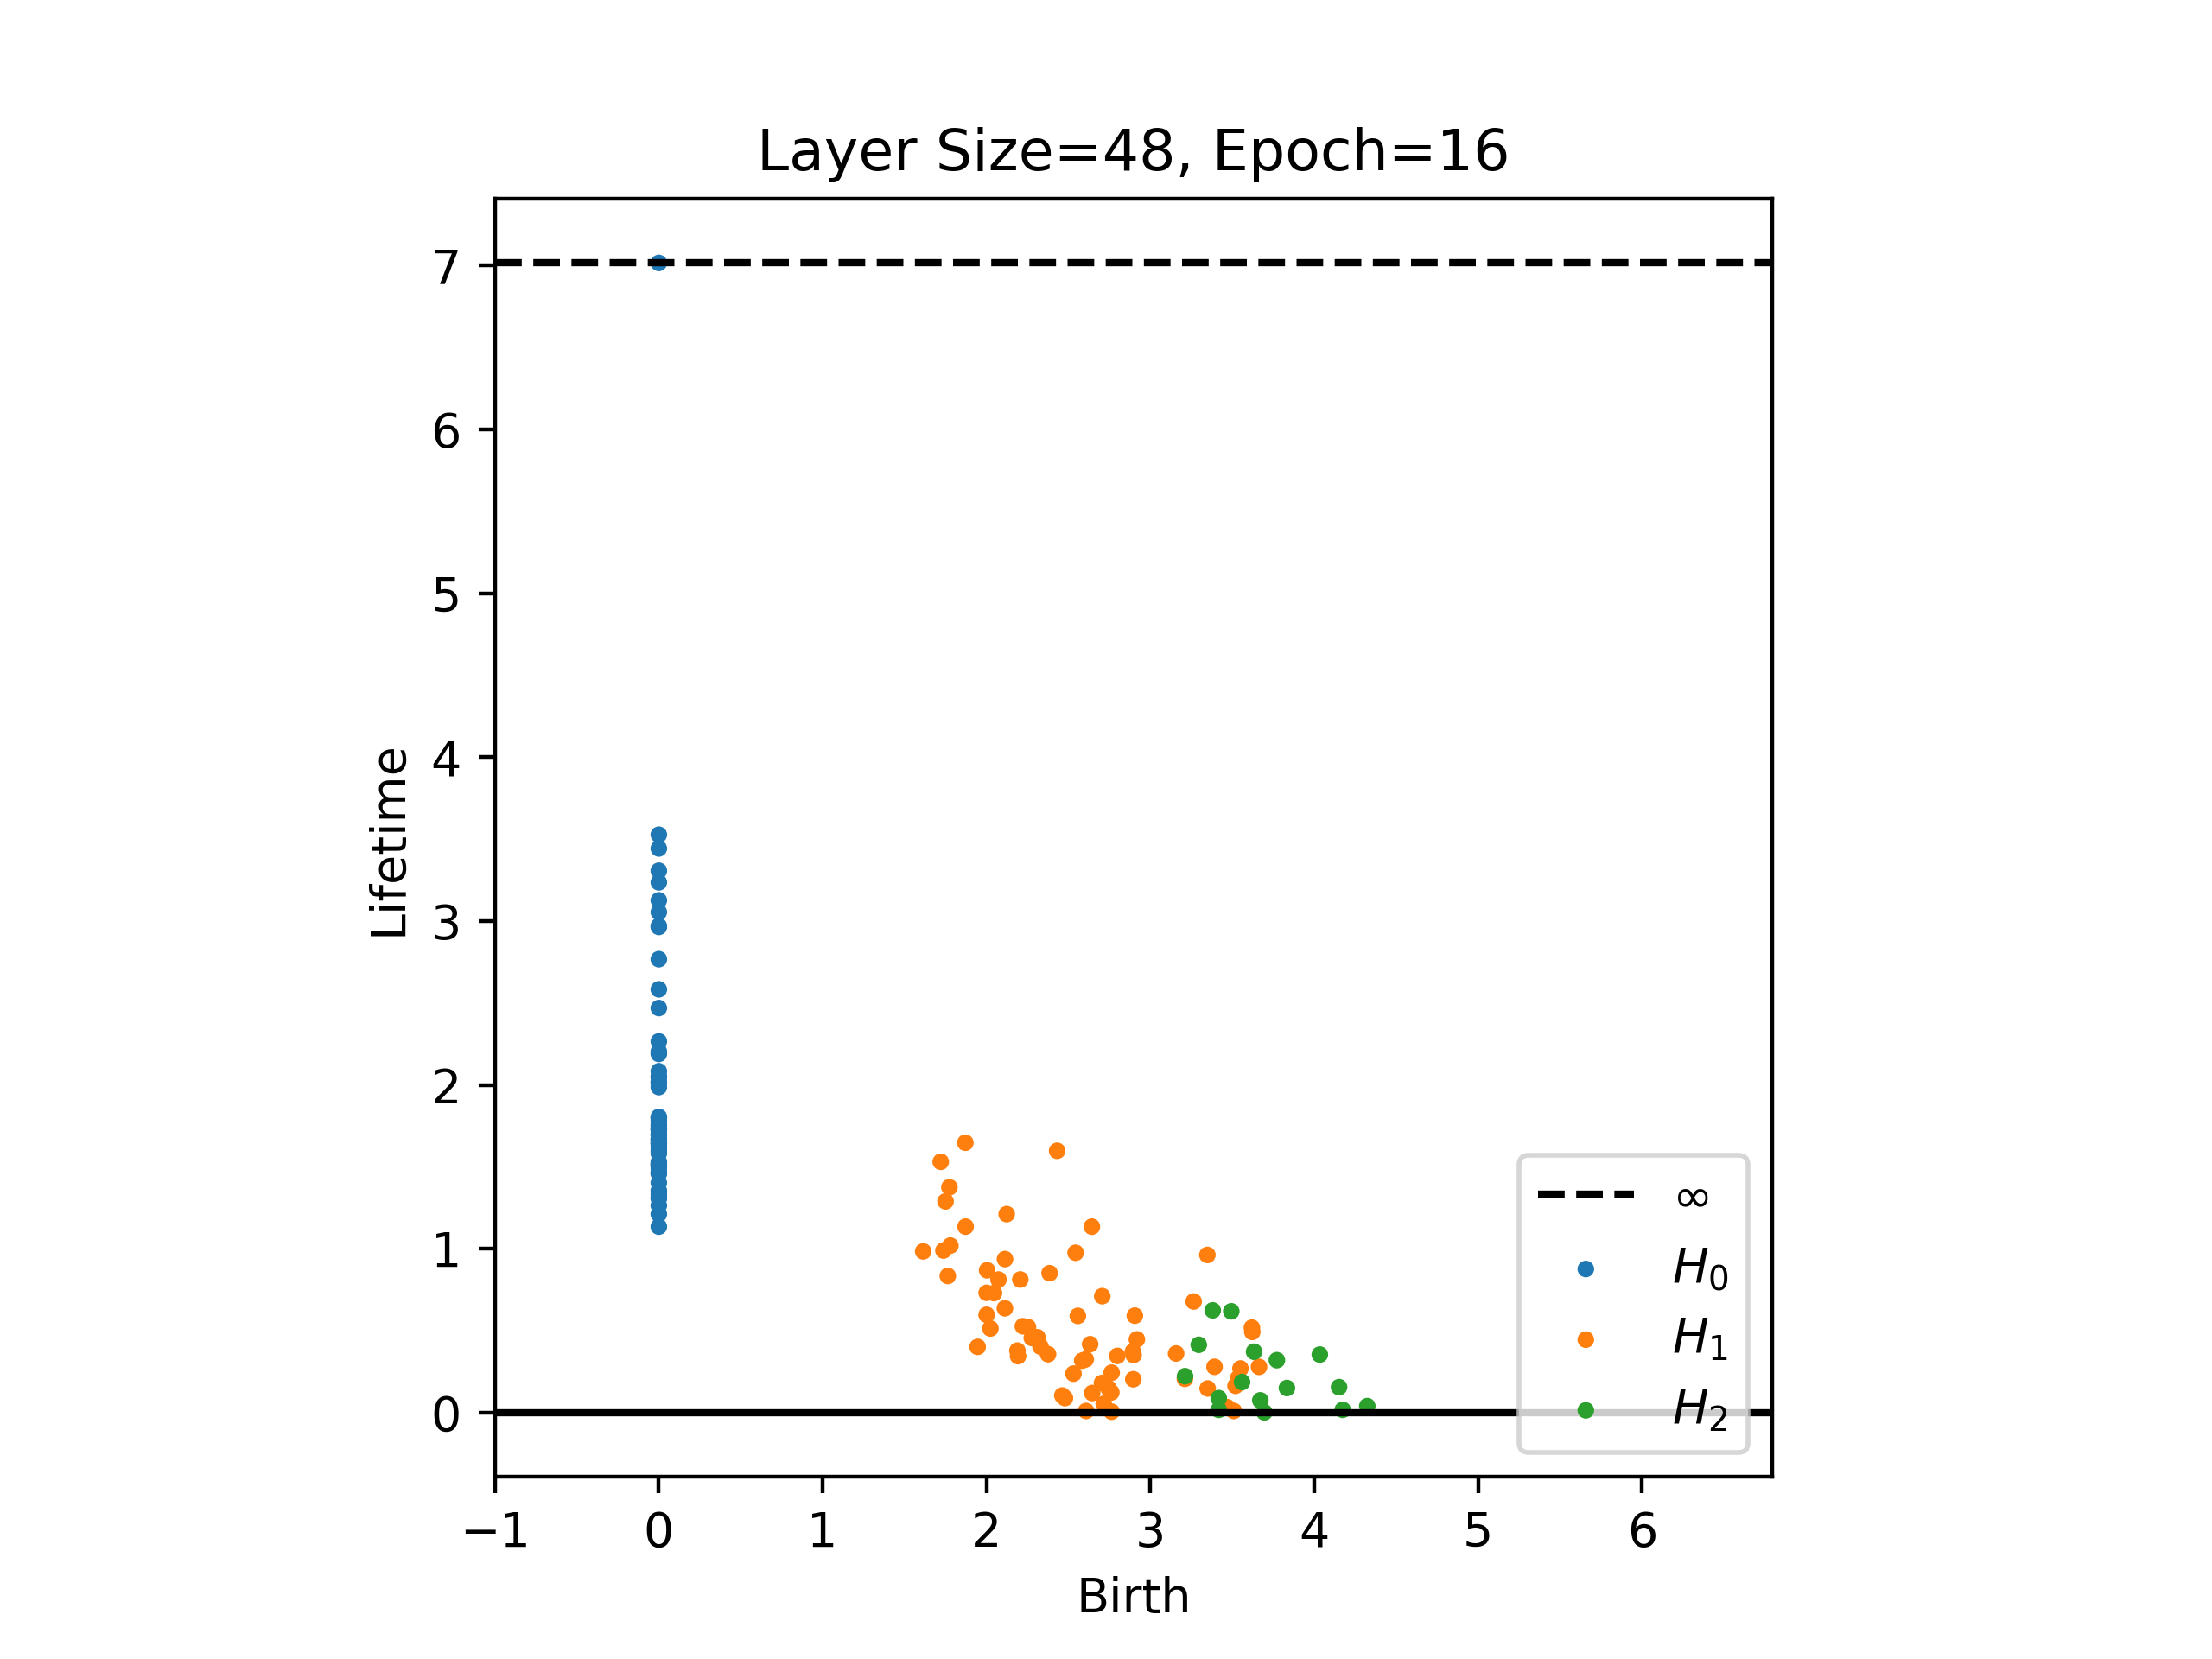 Layer Size=48, Epoch=16
7
6
5
4
3
2
1
0
Lifetime
∞
H₀
H₁
H₂
−1 0 1 2 3 4 5 6
Birth